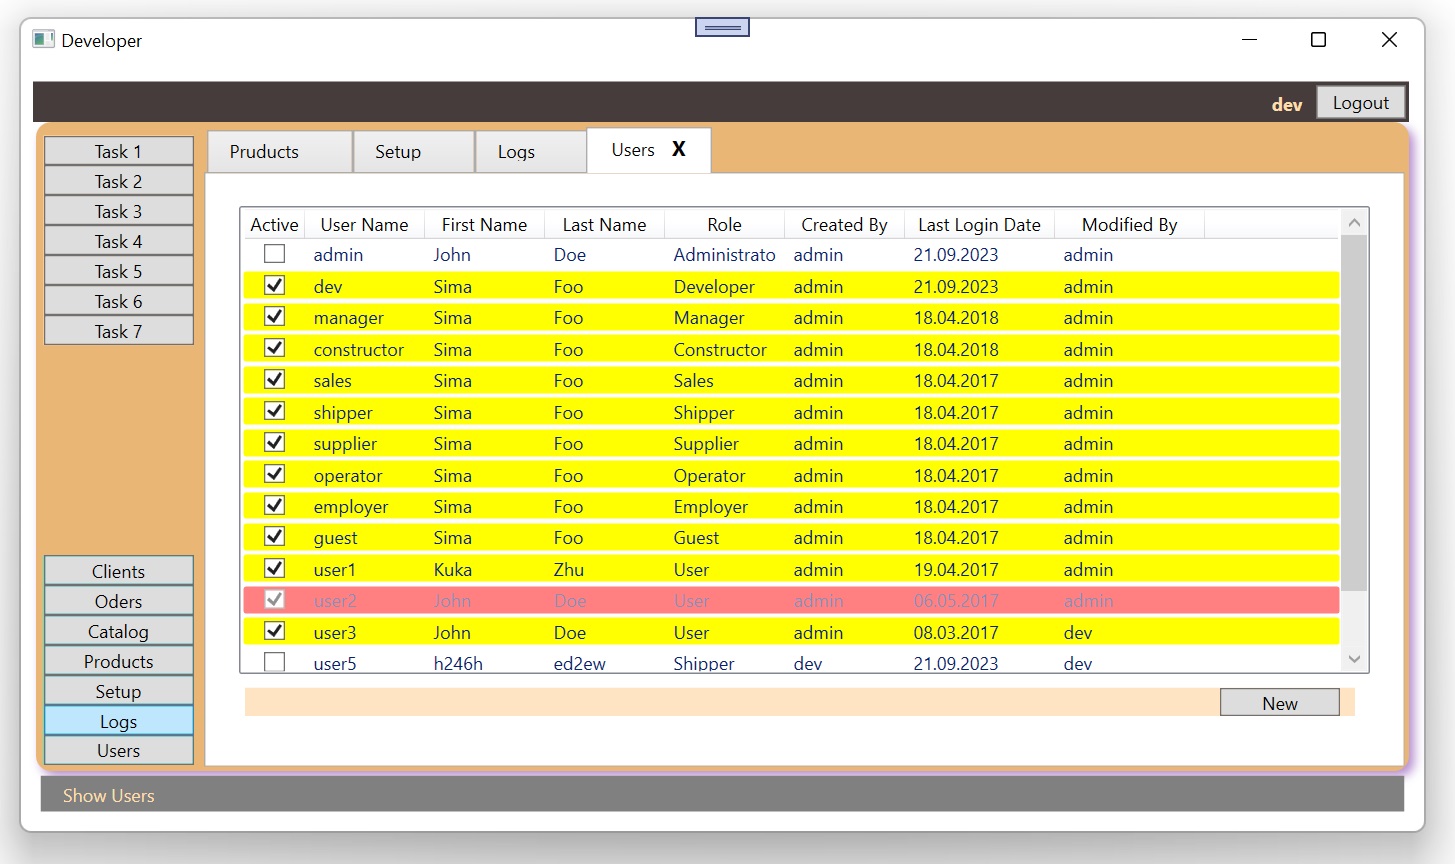 Developer
dev Logout
Task 1
Task 2
Task 3
Task 4
Task 5
Task 6
Task 7
Clients
Oders
Catalog
Products
Setup
Logs
Users
Pruducts Setup Logs Users X
Active User Name First Name Last Name Role Created By Last Login Date Modified By
admin John Doe Administrato admin 21.09.2023 admin
dev Sima Foo Developer admin 21.09.2023 admin
manager Sima Foo Manager admin 18.04.2018 admin
constructor Sima Foo Constructor admin 18.04.2018 admin
sales Sima Foo Sales admin 18.04.2017 admin
shipper Sima Foo Shipper admin 18.04.2017 admin
supplier Sima Foo Supplier admin 18.04.2017 admin
operator Sima Foo Operator admin 18.04.2017 admin
employer Sima Foo Employer admin 18.04.2017 admin
guest Sima Foo Guest admin 18.04.2017 admin
user1 Kuka Zhu User admin 19.04.2017 admin
user2 John Doe User admin 06.05.2017 admin
user3 John Doe User admin 08.03.2017 dev
user5 h246h ed2ew Shipper dev 21.09.2023 dev
New
Show Users